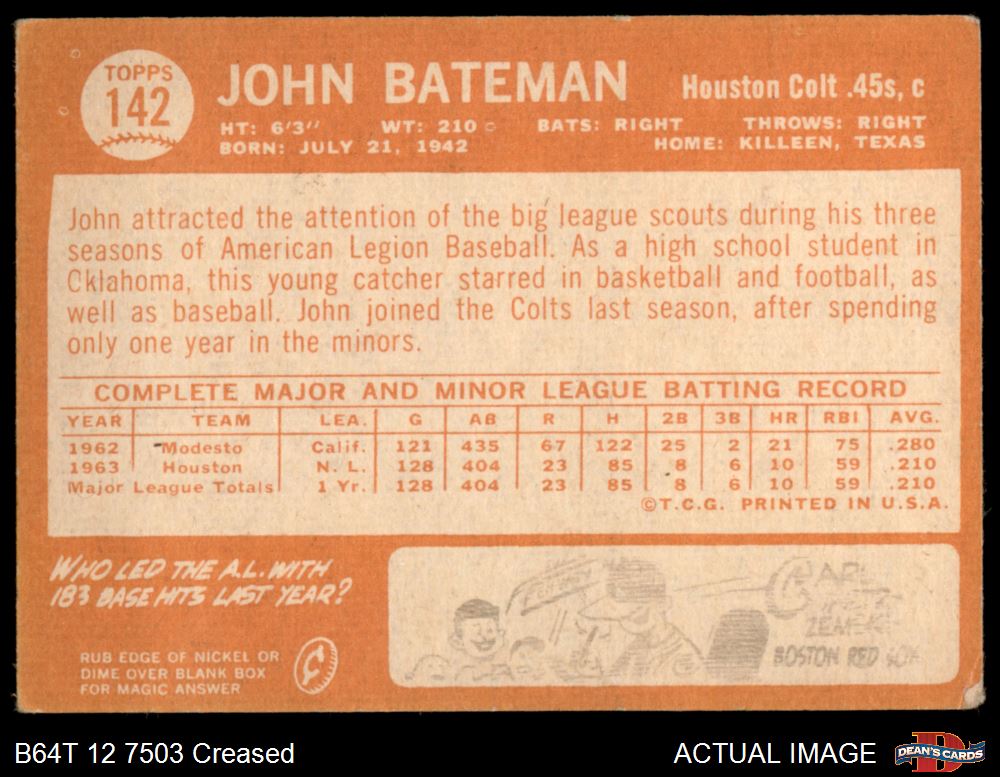 TOPPS
142
JOHN BATEMAN
Houston Colt .45s, c
HT: 6'3" WT: 210 BATS: RIGHT THROWS: RIGHT
BORN: JULY 21, 1942 HOME: KILLEEN, TEXAS
John attracted the attention of the big league scouts during his three
seasons of American Legion Baseball. As a high school student in
Cklahoma, this young catcher starred in basketball and football, as
well as baseball. John joined the Colts last season, after spending
only one year in the minors.
COMPLETE MAJOR AND MINOR LEAGUE BATTING RECORD
YEAR TEAM LEA. G AB R H 2B 3B HR RBI AVG.
1962 Modesto Calif. 121 435 67 122 25 2 21 75 .280
1963 Houston N. L. 128 404 23 85 8 6 10 59 .210
Major League Totals 1 Yr. 128 404 23 85 8 6 10 59 .210
©T.C.G. PRINTED IN U.S.A.
WHO LED THE A.L. WITH
183 BASE HITS LAST YEAR?
RUB EDGE OF NICKEL OR
DIME OVER BLANK BOX
FOR MAGIC ANSWER
CARL
BOSTON RED SOX
B64T 12 7503 Creased
ACTUAL IMAGE
DEAN'S CARDS